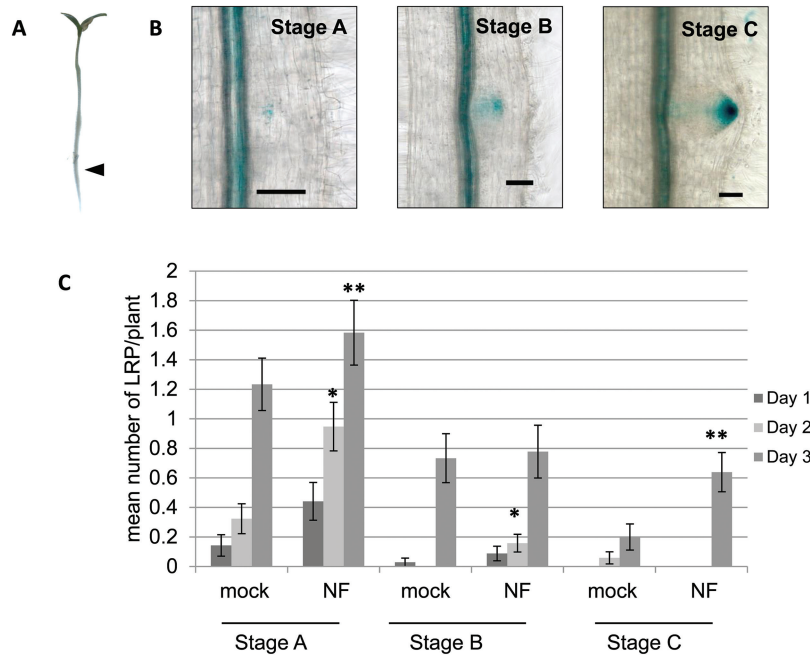 A
B
Stage A
Stage B
Stage C
C
mean number of LRP/plant
2
1.8
1.6
1.4
1.2
1
0.8
0.6
0.4
0.2
0
**
*
*
**
Day 1
Day 2
Day 3
mock NF mock NF mock NF
Stage A Stage B Stage C